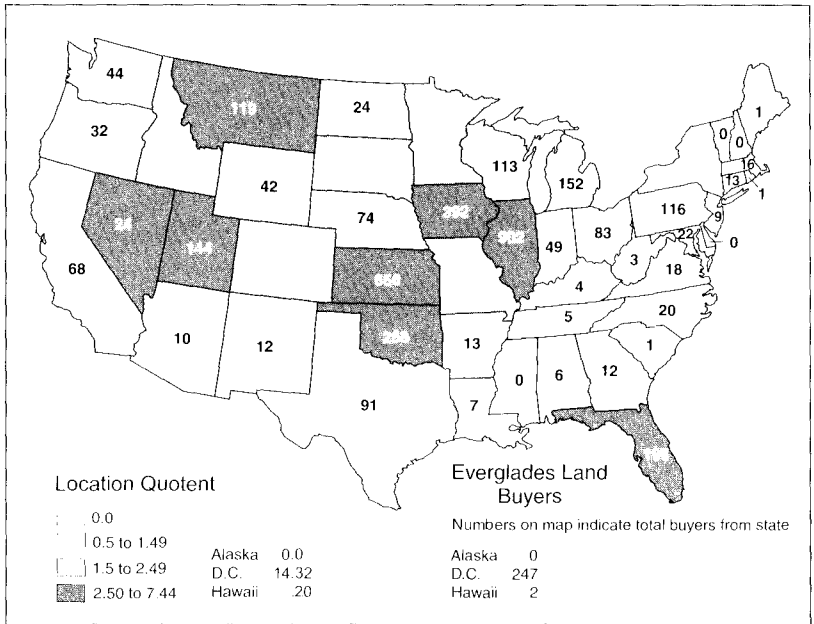 44
24
32
42
74
68
144
10
12
91
113
152
49
83
116
3
18
4
5
20
13
7
0
6
12
1
1
0
0
16
13
1
9
22
0
Location Quotent
0.0
0.5 to 1.49
1.5 to 2.49
2.50 to 7.44
Alaska 0.0
D.C. 14.32
Hawaii .20
Everglades Land
Buyers
Numbers on map indicate total buyers from state
Alaska 0
D.C. 247
Hawaii 2